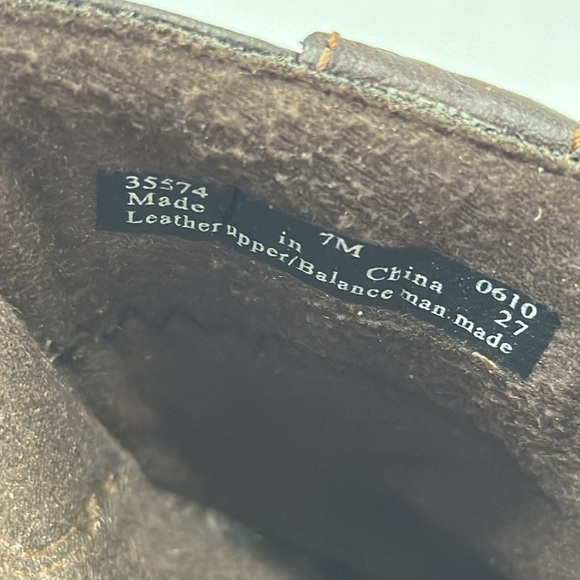 35574 7M 0610
Made in China 27
Leather upper/Balance man.made